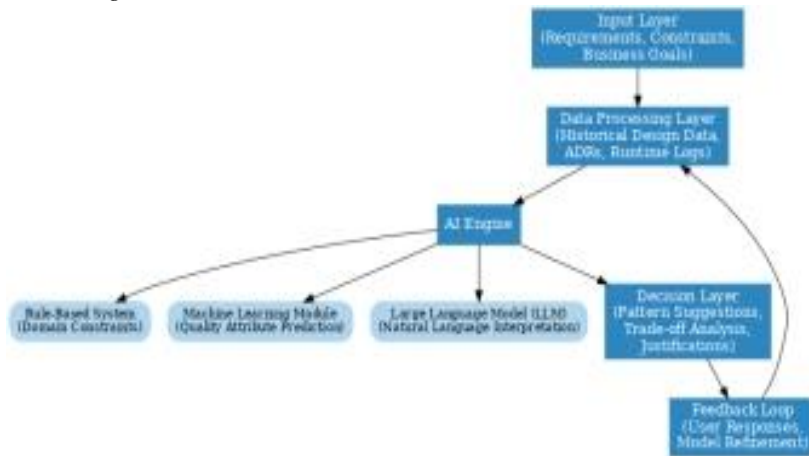 Input Layer
(Requirements, Constraints,
Business Goals)
Data Processing Layer
(Historical Design Data,
ADRs, Runtime Logs)
AI Engine
Rule-Based System
(Domain Constraints)
Machine Learning Module
(Quality Attribute Prediction)
Large Language Model (LLM)
(Natural Language Interpretation)
Decision Layer
(Pattern Suggestions,
Trade-off Analysis,
Justifications)
Feedback Loop
(User Responses,
Model Refinement)